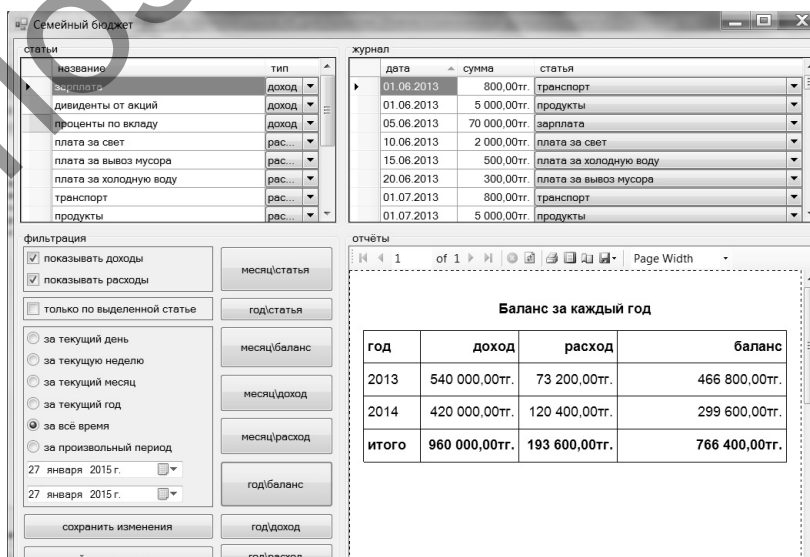 Семейный бюджет
статьи
название тип
зарплата доход
дивиденты от акций доход
проценты по вкладу доход
плата за свет рас...
плата за вывоз мусора рас...
плата за холодную воду рас...
транспорт рас...
продукты рас...
журнал
дата сумма статья
01.06.2013 800,00тг. транспорт
01.06.2013 5 000,00тг. продукты
05.06.2013 70 000,00тг. зарплата
10.06.2013 2 000,00тг. плата за свет
15.06.2013 500,00тг. плата за холодную воду
20.06.2013 300,00тг. плата за вывоз мусора
01.07.2013 800,00тг. транспорт
01.07.2013 5 000,00тг. продукты
фильтрация
показывать доходы
показывать расходы
только по выделенной статье
за текущий день
за текущую неделю
за текущий месяц
за текущий год
за всё время
за произвольный период
27 января 2015 г.
27 января 2015 г.
сохранить изменения
месяц\статья
год\статья
месяц\баланс
месяц\доход
месяц\расход
год\баланс
год\доход
год\расход
отчёты
1 of 1 Page Width
Баланс за каждый год
год доход расход баланс
2013 540 000,00тг. 73 200,00тг. 466 800,00тг.
2014 420 000,00тг. 120 400,00тг. 299 600,00тг.
итого 960 000,00тг. 193 600,00тг. 766 400,00тг.